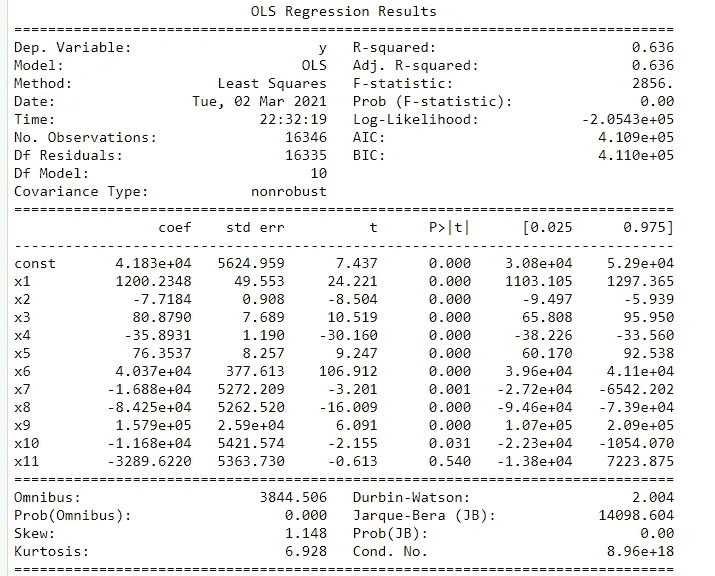 OLS Regression Results
==============================================================================
Dep. Variable: y R-squared: 0.636
Model: OLS Adj. R-squared: 0.636
Method: Least Squares F-statistic: 2856.
Date: Tue, 02 Mar 2021 Prob (F-statistic): 0.00
Time: 22:32:19 Log-Likelihood: -2.0543e+05
No. Observations: 16346 AIC: 4.109e+05
Df Residuals: 16335 BIC: 4.110e+05
Df Model: 10
Covariance Type: nonrobust
==============================================================================
coef std err t P>|t| [0.025 0.975]
------------------------------------------------------------------------------
const 4.183e+04 5624.959 7.437 0.000 3.08e+04 5.29e+04
x1 1200.2348 49.553 24.221 0.000 1103.105 1297.365
x2 -7.7184 0.908 -8.504 0.000 -9.497 -5.939
x3 80.8790 7.689 10.519 0.000 65.808 95.950
x4 -35.8931 1.190 -30.160 0.000 -38.226 -33.560
x5 76.3537 8.257 9.247 0.000 60.170 92.538
x6 4.037e+04 377.613 106.912 0.000 3.96e+04 4.11e+04
x7 -1.688e+04 5272.209 -3.201 0.001 -2.72e+04 -6542.202
x8 -8.425e+04 5262.520 -16.009 0.000 -9.46e+04 -7.39e+04
x9 1.579e+05 2.59e+04 6.091 0.000 1.07e+05 2.09e+05
x10 -1.168e+04 5421.574 -2.155 0.031 -2.23e+04 -1054.070
x11 -3289.6220 5363.730 -0.613 0.540 -1.38e+04 7223.875
==============================================================================
Omnibus: 3844.506 Durbin-Watson: 2.004
Prob(Omnibus): 0.000 Jarque-Bera (JB): 14098.604
Skew: 1.148 Prob(JB): 0.00
Kurtosis: 6.928 Cond. No. 8.96e+18
==============================================================================